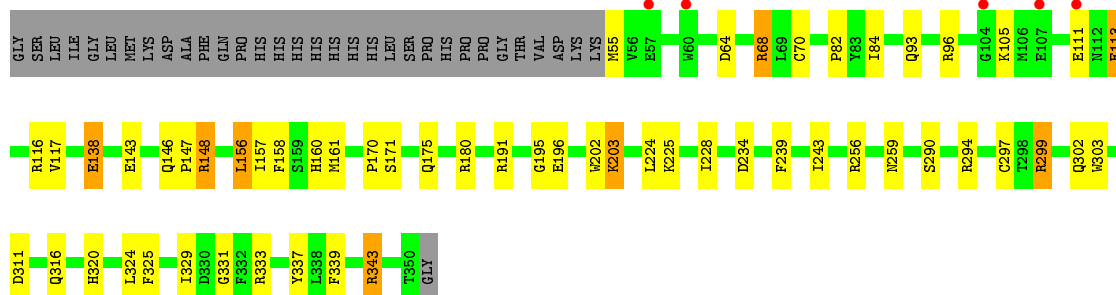 GLY SER LEU ILE GLY LEU MET LYS ASP ALA PHE GLN PRO HIS HIS HIS HIS HIS HIS HIS HIS LEU SER PRO HIS PRO PRO GLY THR VAL ASP LYS LYS M55 V56 E57 W60 D64 R68 L69 C70 P82 Y83 I84 Q93 R96 G104 K105 M106 E107 E111 N112
R116 V117 E138 E143 Q146 P147 R148 L156 I157 F158 S159 H160 M161 P170 S171 Q175 R180 R191 G195 E196 W202 K203 L224 K225 I228 D234 F239 I243 R256 N259 S290 R294 C297 T298 R299 Q302 W303
D311 Q316 H320 L324 F325 I329 D330 G331 F332 R333 Y337 L338 F339 R343 T350 GLY